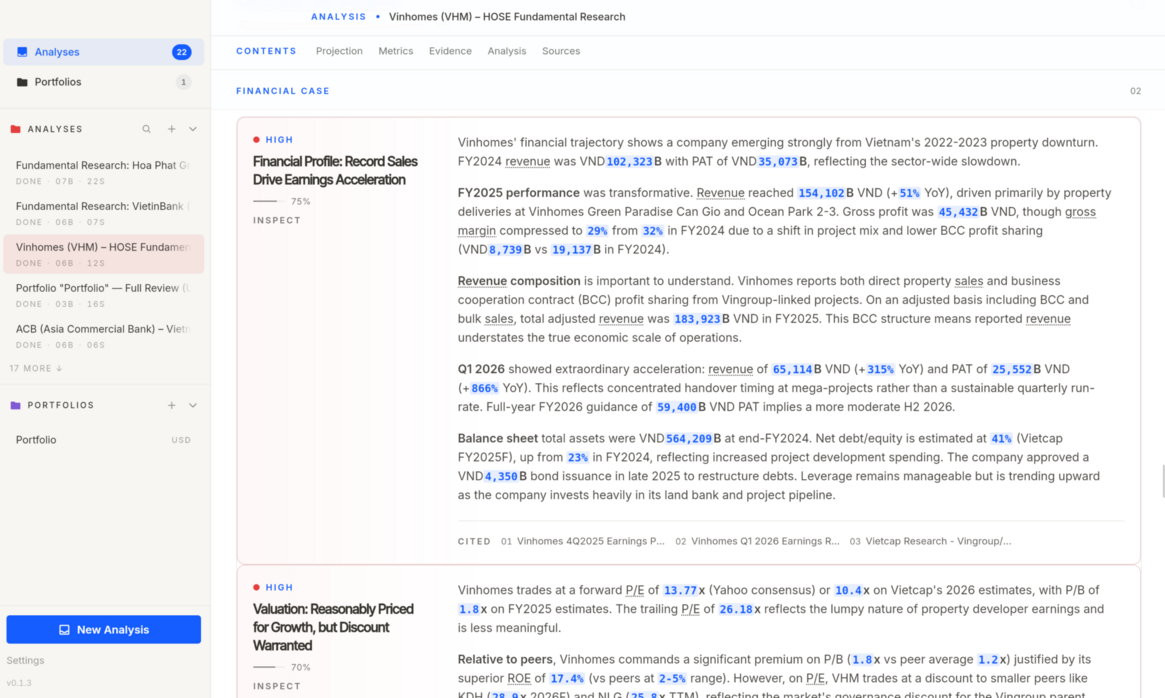 ANALYSIS • Vinhomes (VHM) – HOSE Fundamental Research
Analyses 22
Portfolios 1
ANALYSES
Fundamental Research: Hoa Phat G
DONE · 07B · 22S
Fundamental Research: VietinBank (
DONE · 06B · 07S
Vinhomes (VHM) – HOSE Fundamen
DONE · 06B · 12S
Portfolio "Portfolio" — Full Review (
DONE · 03B · 16S
ACB (Asia Commercial Bank) – Vietn
DONE · 06B · 06S
17 MORE ↓
PORTFOLIOS
Portfolio USD
New Analysis
Settings
v0.1.3
CONTENTS Projection Metrics Evidence Analysis Sources
FINANCIAL CASE 02
HIGH
Financial Profile: Record Sales
Drive Earnings Acceleration
75%
INSPECT
Vinhomes' financial trajectory shows a company emerging strongly from Vietnam's 2022-2023 property downturn.
FY2024 revenue was VND102,323B with PAT of VND35,073B, reflecting the sector-wide slowdown.
FY2025 performance was transformative. Revenue reached 154,102B VND (+51% YoY), driven primarily by property
deliveries at Vinhomes Green Paradise Can Gio and Ocean Park 2-3. Gross profit was 45,432B VND, though gross
margin compressed to 29% from 32% in FY2024 due to a shift in project mix and lower BCC profit sharing
(VND8,739B vs 19,137B in FY2024).
Revenue composition is important to understand. Vinhomes reports both direct property sales and business
cooperation contract (BCC) profit sharing from Vingroup-linked projects. On an adjusted basis including BCC and
bulk sales, total adjusted revenue was 183,923B VND in FY2025. This BCC structure means reported revenue
understates the true economic scale of operations.
Q1 2026 showed extraordinary acceleration: revenue of 65,114B VND (+315% YoY) and PAT of 25,552B VND
(+866% YoY). This reflects concentrated handover timing at mega-projects rather than a sustainable quarterly run-
rate. Full-year FY2026 guidance of 59,400B VND PAT implies a more moderate H2 2026.
Balance sheet total assets were VND564,209B at end-FY2024. Net debt/equity is estimated at 41% (Vietcap
FY2025F), up from 23% in FY2024, reflecting increased project development spending. The company approved a
VND4,350B bond issuance in late 2025 to restructure debts. Leverage remains manageable but is trending upward
as the company invests heavily in its land bank and project pipeline.
CITED 01 Vinhomes 4Q2025 Earnings P... 02 Vinhomes Q1 2026 Earnings R... 03 Vietcap Research - Vingroup/...
HIGH
Valuation: Reasonably Priced
for Growth, but Discount
Warranted
70%
INSPECT
Vinhomes trades at a forward P/E of 13.77x (Yahoo consensus) or 10.4x on Vietcap's 2026 estimates, with P/B of
1.8x on FY2025 estimates. The trailing P/E of 26.18x reflects the lumpy nature of property developer earnings and
is less meaningful.
Relative to peers, Vinhomes commands a significant premium on P/B (1.8x vs peer average 1.2x) justified by its
superior ROE of 17.4% (vs peers at 2-5% range). However, on P/E, VHM trades at a discount to smaller peers like
KDH (28.9x 2026F) and NLG (25.8x TTM), reflecting the market's governance discount for the Vingroup parent